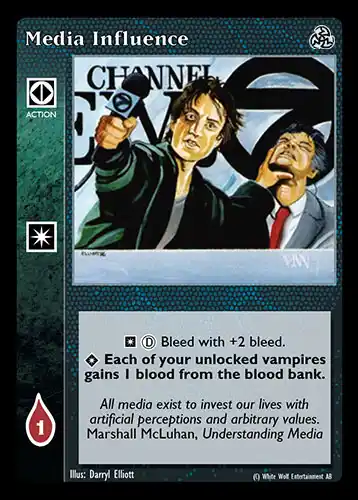 Media Influence
ACTION
CHANNEL
D Bleed with +2 bleed.
Each of your unlocked vampires
gains 1 blood from the blood bank.
All media exist to invest our lives with
artificial perceptions and arbitrary values.
Marshall McLuhan, Understanding Media
1
Illus: Darryl Elliott
(C) White Wolf Entertainment AB